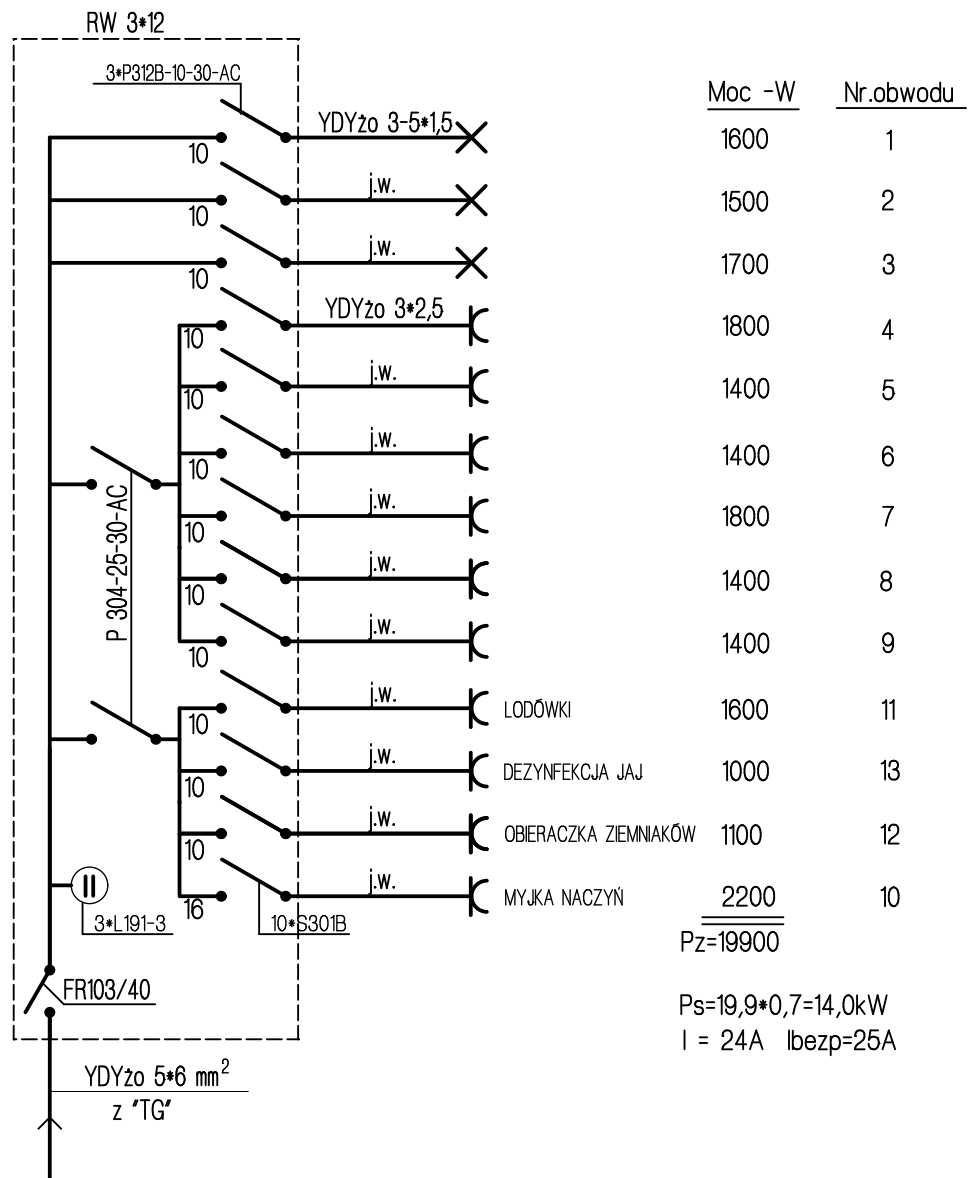 RW 3*12
3*P312B-10-30-AC
Moc -W Nr.obwodu
YDYżo 3-5*1,5
10
1600 1
j.w.
10
1500 2
j.w.
10
1700 3
YDYżo 3*2,5
10
1800 4
j.w.
10
1400 5
j.w.
10
1400 6
j.w.
10
1800 7
j.w.
10
1400 8
j.w.
10
1400 9
P 304-25-30-AC
j.w.
10
LODÓWKI 1600 11
j.w.
10
DEZYNFEKCJA JAJ 1000 13
j.w.
10
OBIERACZKA ZIEMNIAKÓW 1100 12
j.w.
16
MYJKA NACZYŃ 2200 10
3*L191-3
10*S301B
Pz=19900
FR103/40
Ps=19,9*0,7=14,0kW
I = 24A Ibezp=25A
YDYżo 5*6 mm²
z "TG"